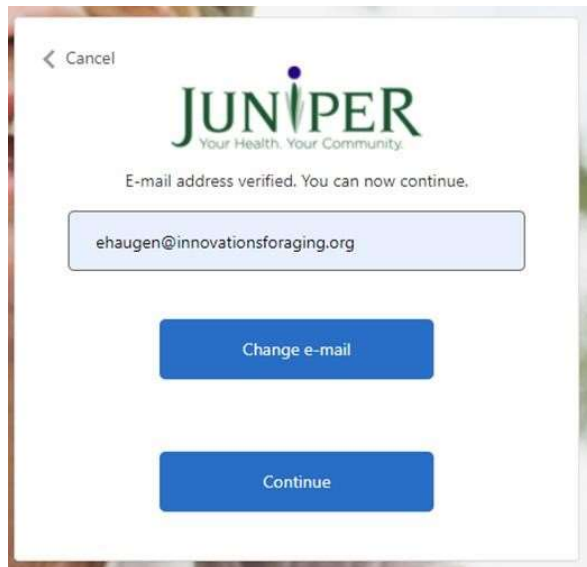 Cancel
JUNIPER
Your Health. Your Community.
E-mail address verified. You can now continue.
ehaugen@innovationsforaging.org
Change e-mail
Continue